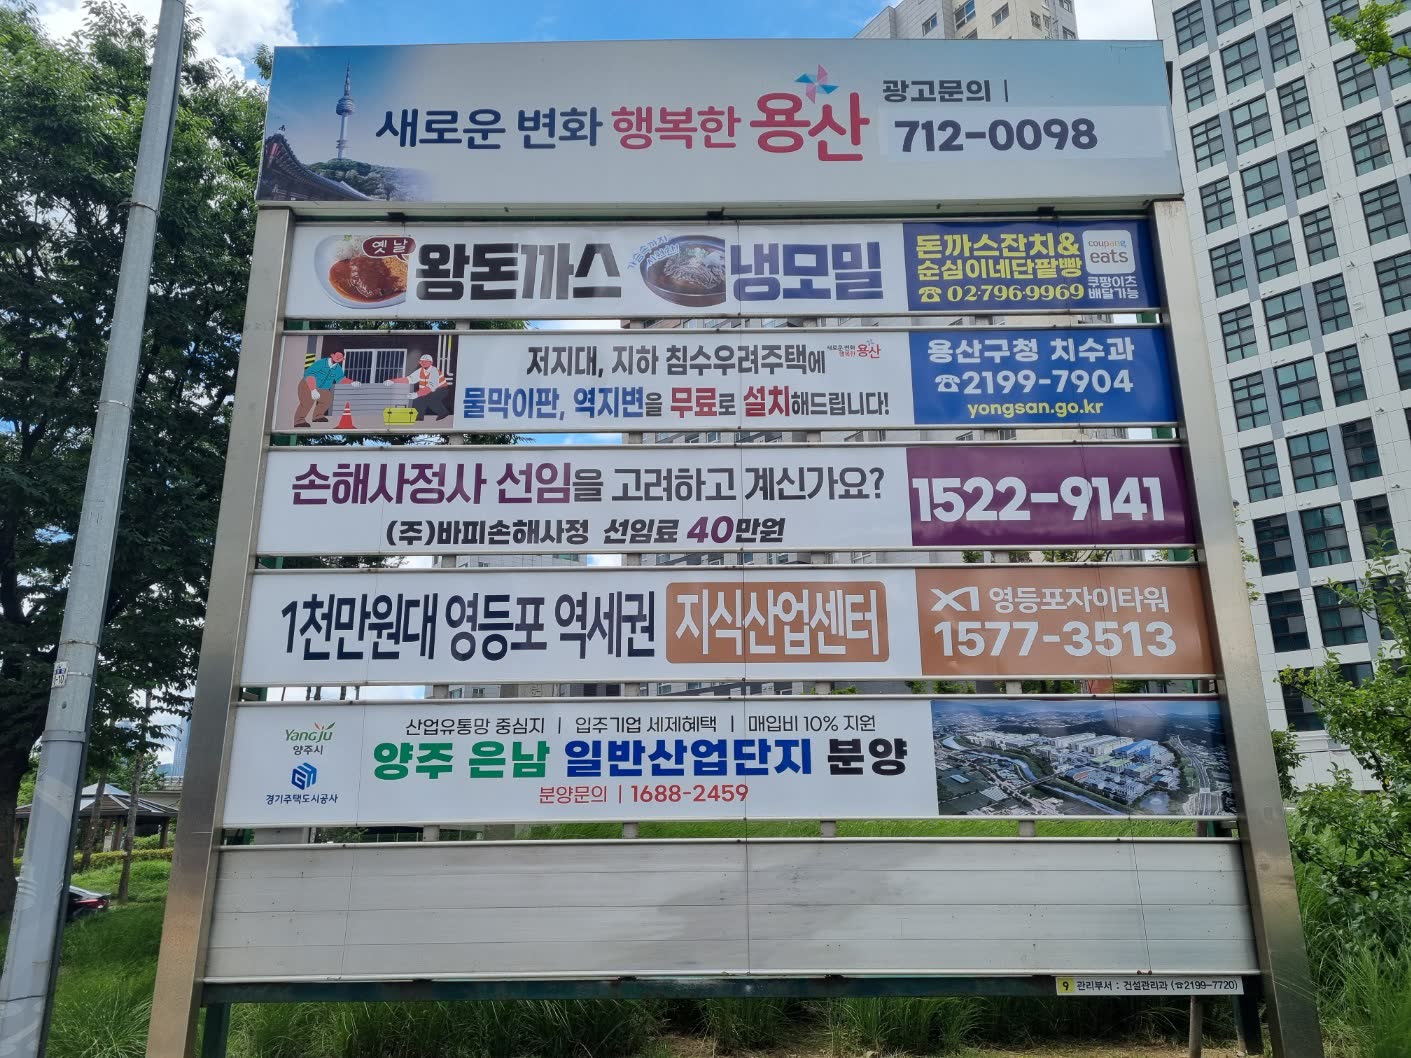 새로운 변화 행복한 용산
광고문의 |
712-0098
옛날
왕돈까스
냉모밀
돈까스잔치&
순심이네단팥빵
☎ 02-796-9969
coupang
eats
쿠팡이츠
배달가능
저지대, 지하 침수우려주택에
새로운 변화
행복한 용산
물막이판, 역지변을 무료로 설치해드립니다!
용산구청 치수과
☎2199-7904
yongsan.go.kr
손해사정사 선임을 고려하고 계신가요?
(주)바피손해사정 선임료 40만원
1522-9141
1천만원대 영등포 역세권 지식산업센터
XI 영등포자이타워
1577-3513
Yangju
양주시
경기주택도시공사
산업유통망 중심지 | 입주기업 세제혜택 | 매입비 10% 지원
양주 은남 일반산업단지 분양
분양문의 | 1688-2459
9 관리부서 : 건설관리과 (☎2199-7720)